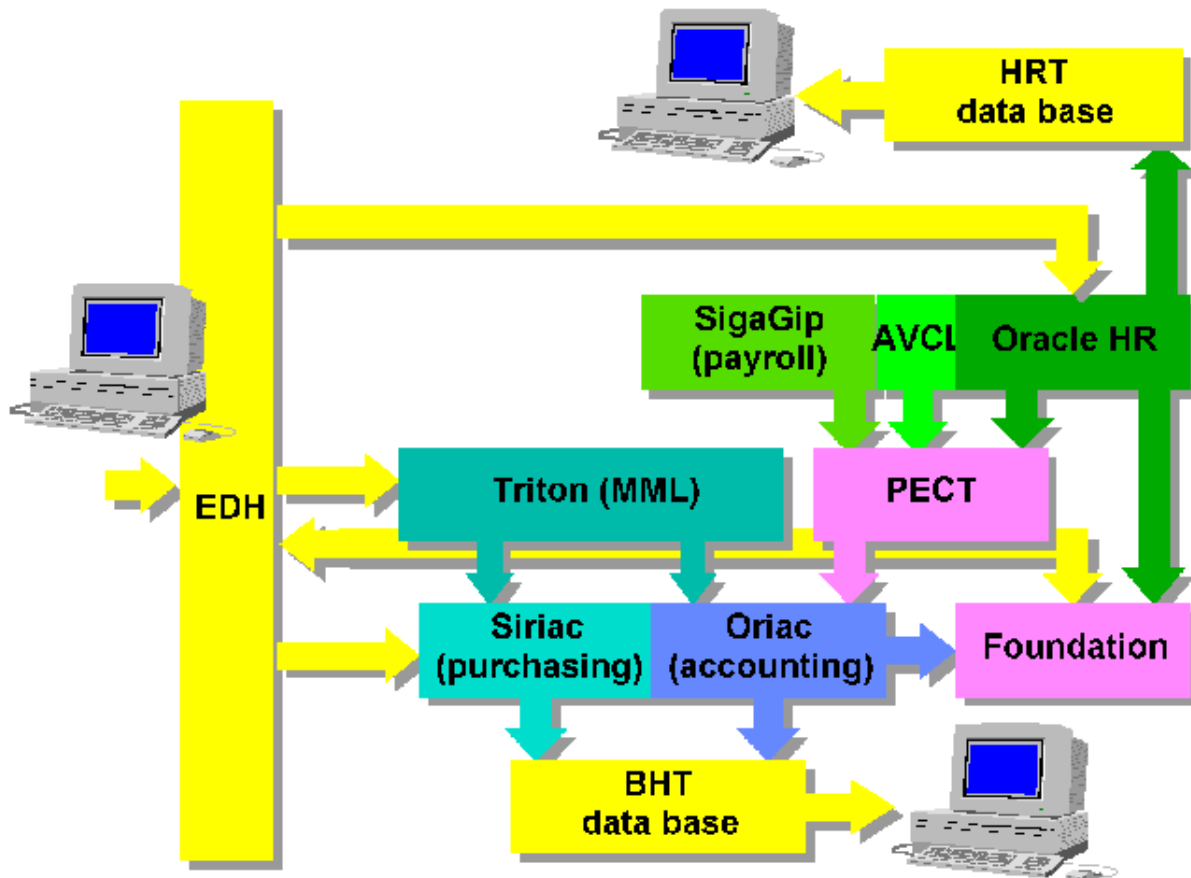 HRT
data base
SigaGip
(payroll)
AVCL
Oracle HR
Triton (MML)
PECT
EDH
Siriac
(purchasing)
Oriac
(accounting)
Foundation
BHT
data base